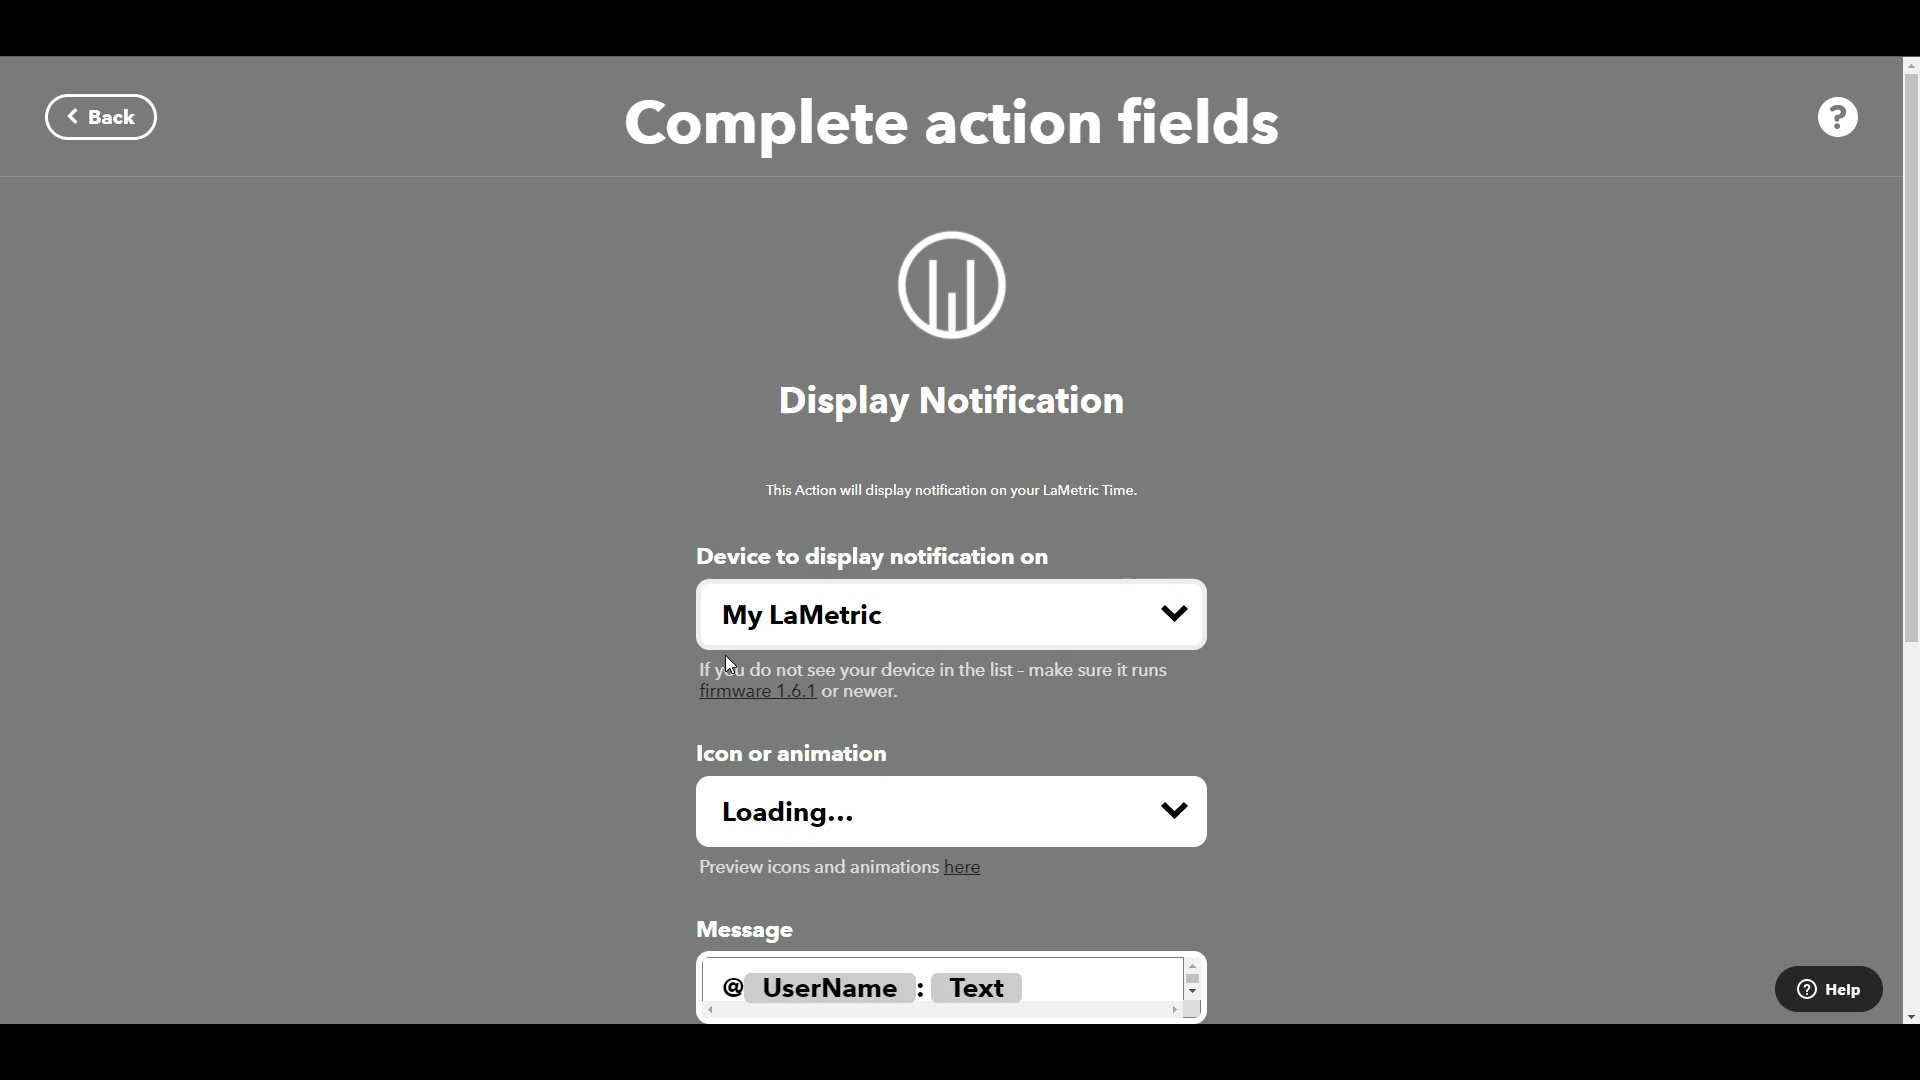 Back
Complete action fields
?
Display Notification
This Action will display notification on your LaMetric Time.
Device to display notification on
My LaMetric
If you do not see your device in the list – make sure it runs
firmware 1.6.1 or newer.
Icon or animation
Loading...
Preview icons and animations here
Message
@ UserName : Text
? Help